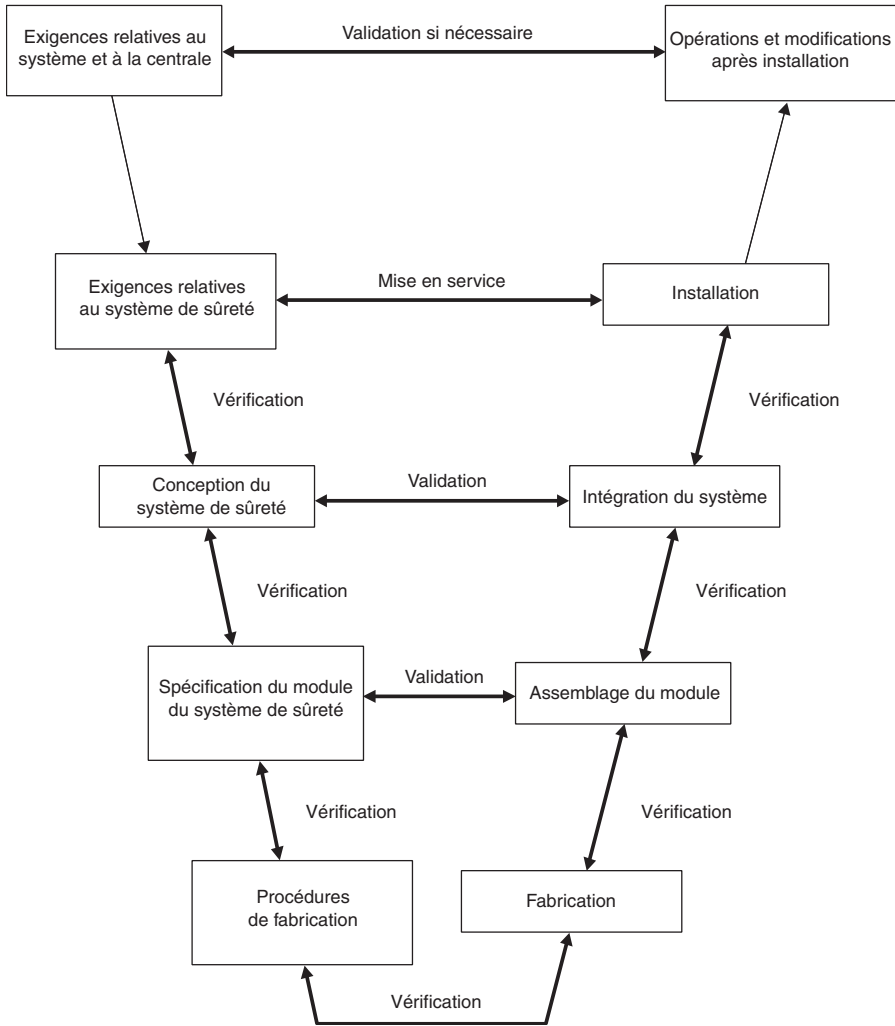 Exigences relatives au
système et à la centrale
Validation si nécessaire
Opérations et modifications
après installation
Exigences relatives
au système de sûreté
Mise en service
Installation
Vérification
Vérification
Conception du
système de sûreté
Validation
Intégration du système
Vérification
Vérification
Spécification du module
du système de sûreté
Validation
Assemblage du module
Vérification
Vérification
Procédures
de fabrication
Fabrication
Vérification